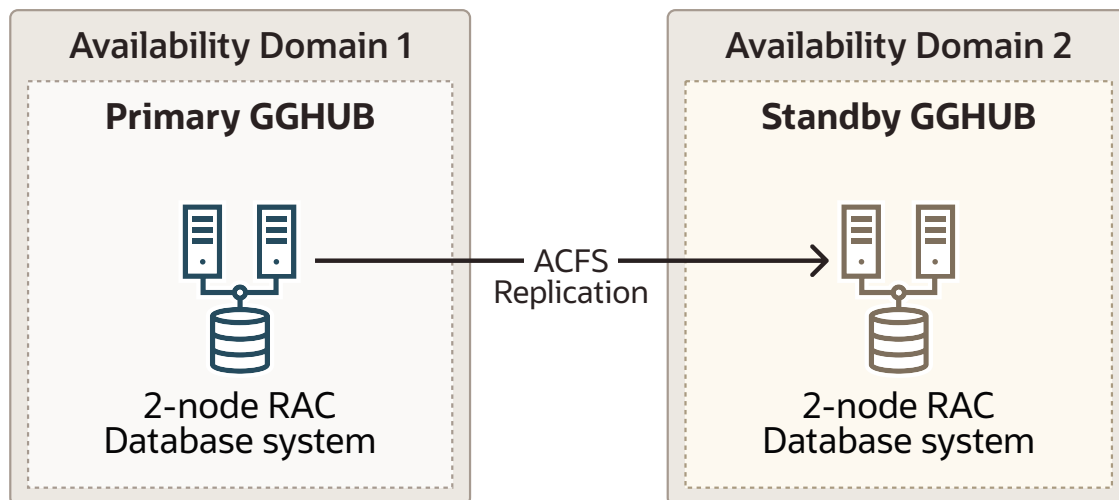 Availability Domain 1
Primary GGHUB
2-node RAC
Database system
ACFS
Replication
Availability Domain 2
Standby GGHUB
2-node RAC
Database system